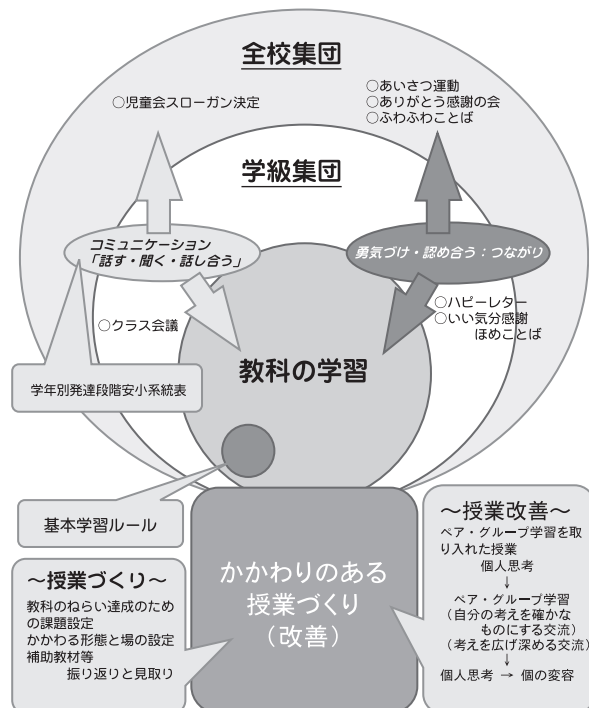 全校集団
○児童会スローガン決定
○あいさつ運動
○ありがとう感謝の会
○ふわふわことば
学級集団
コミュニケーション
「話す・聞く・話し合う」
勇気づけ・認め合う：つながり
○クラス会議
○ハピーレター
○いい気分感謝
ほめことば
教科の学習
学年別発達段階安小系統表
基本学習ルール
～授業づくり～
教科のねらい達成のため
の課題設定
かかわる形態と場の設定
補助教材等
振り返りと見取り
かかわりのある
授業づくり
（改善）
～授業改善～
ペア・グループ学習を取
り入れた授業
個人思考
↓
ペア・グループ学習
（自分の考えを確かな
ものにする交流）
（考えを広げ深める交流）
↓
個人思考 → 個の変容